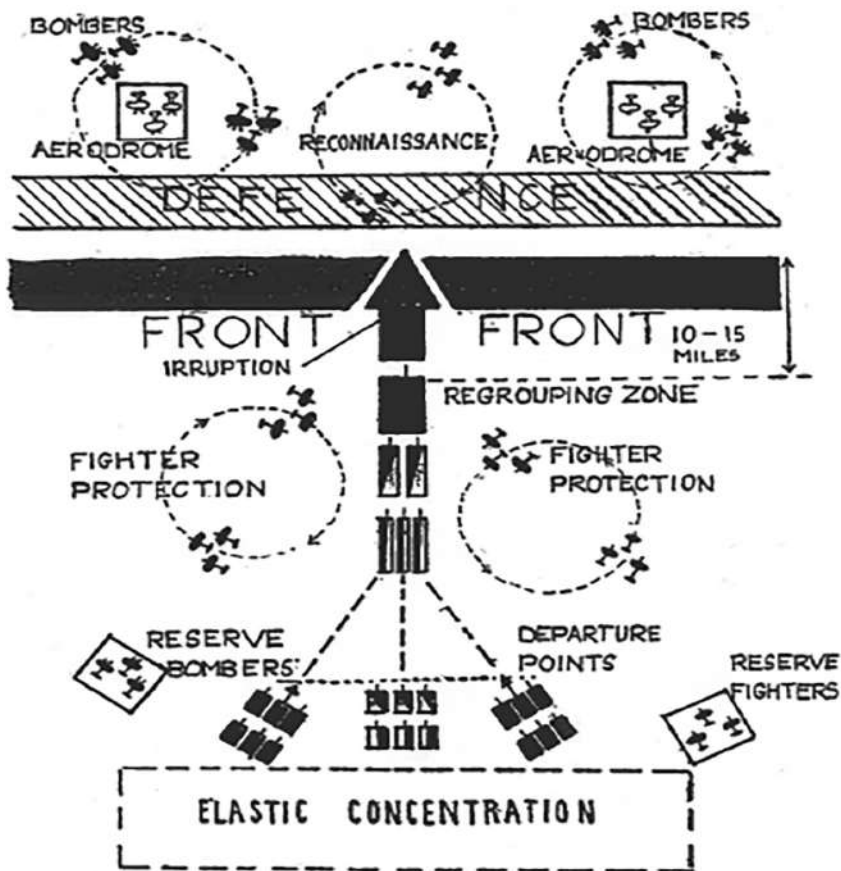 BOMBERS
BOMBERS
AERODROME
RECONNAISSANCE
AERODROME
DEFENCE
FRONT
FRONT
10-15
MILES
IRRUPTION
REGROUPING ZONE
FIGHTER
PROTECTION
FIGHTER
PROTECTION
RESERVE
BOMBERS
DEPARTURE
POINTS
RESERVE
FIGHTERS
ELASTIC CONCENTRATION